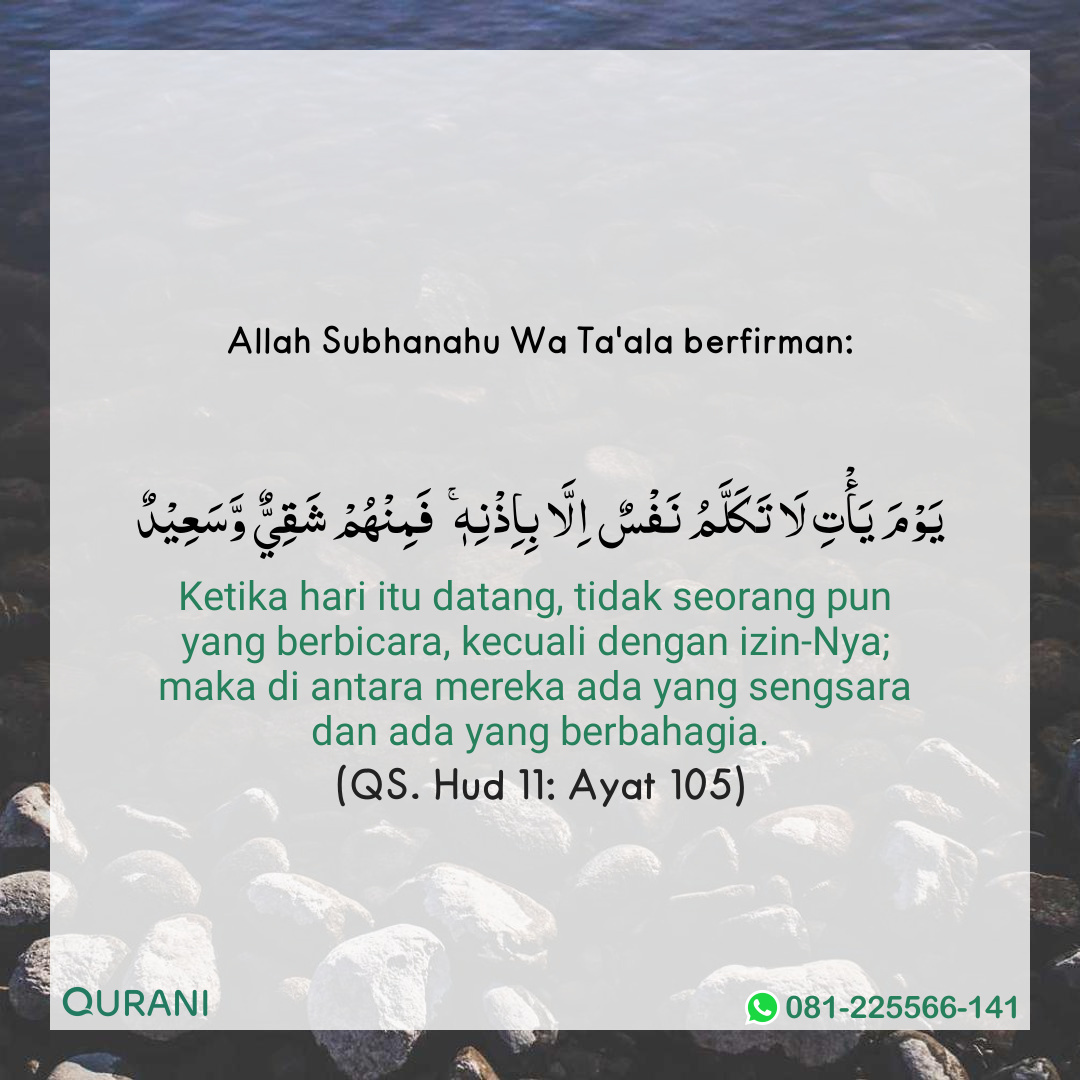 Allah Subhanahu Wa Ta'ala berfirman:
يَوْمَ يَأْتِ لَا تَكَلَّمُ نَفْسٌ اِلَّا بِاِذْنِهٖ ۚ فَمِنْهُمْ شَقِيٌّ وَّسَعِيْدٌ
Ketika hari itu datang, tidak seorang pun
yang berbicara, kecuali dengan izin-Nya;
maka di antara mereka ada yang sengsara
dan ada yang berbahagia.
(QS. Hud 11: Ayat 105)
QURANI
081-225566-141